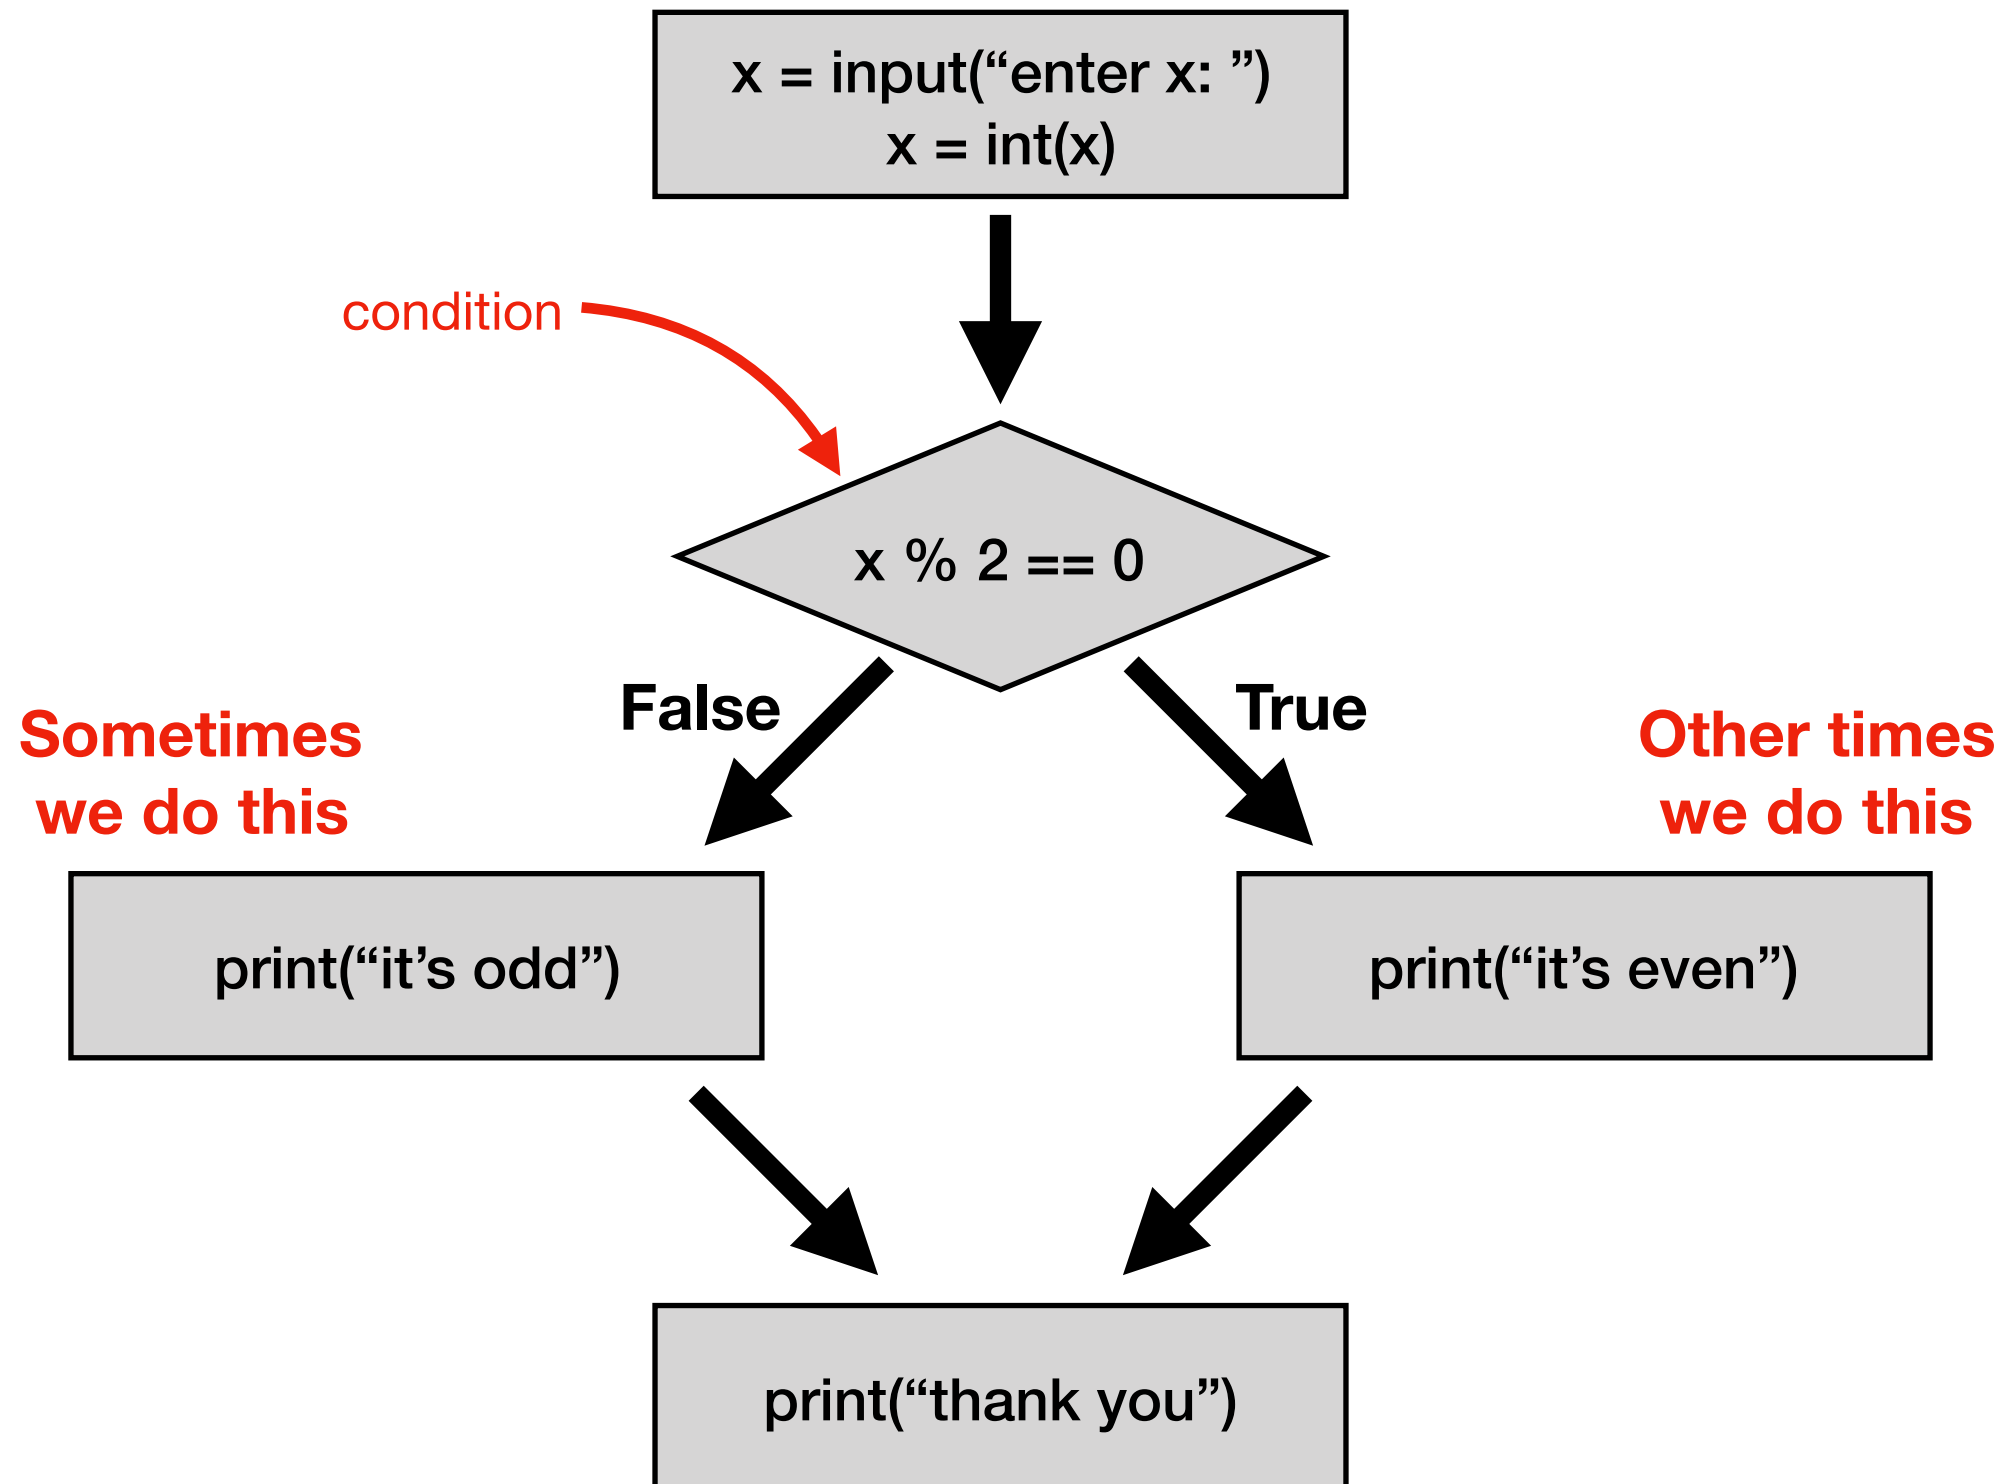 x = input(“enter x: ”)
x = int(x)
condition
x % 2 == 0
False
True
Sometimes
we do this
Other times
we do this
print(“it’s odd”)
print(“it’s even”)
print(“thank you”)